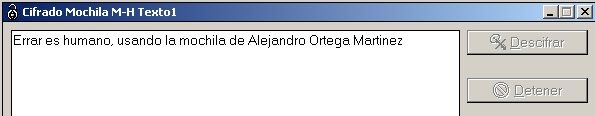 Cifrado Mochila M-H Texto1
Errar es humano, usando la mochila de Alejandro Ortega Martinez
Descifrar
Detener